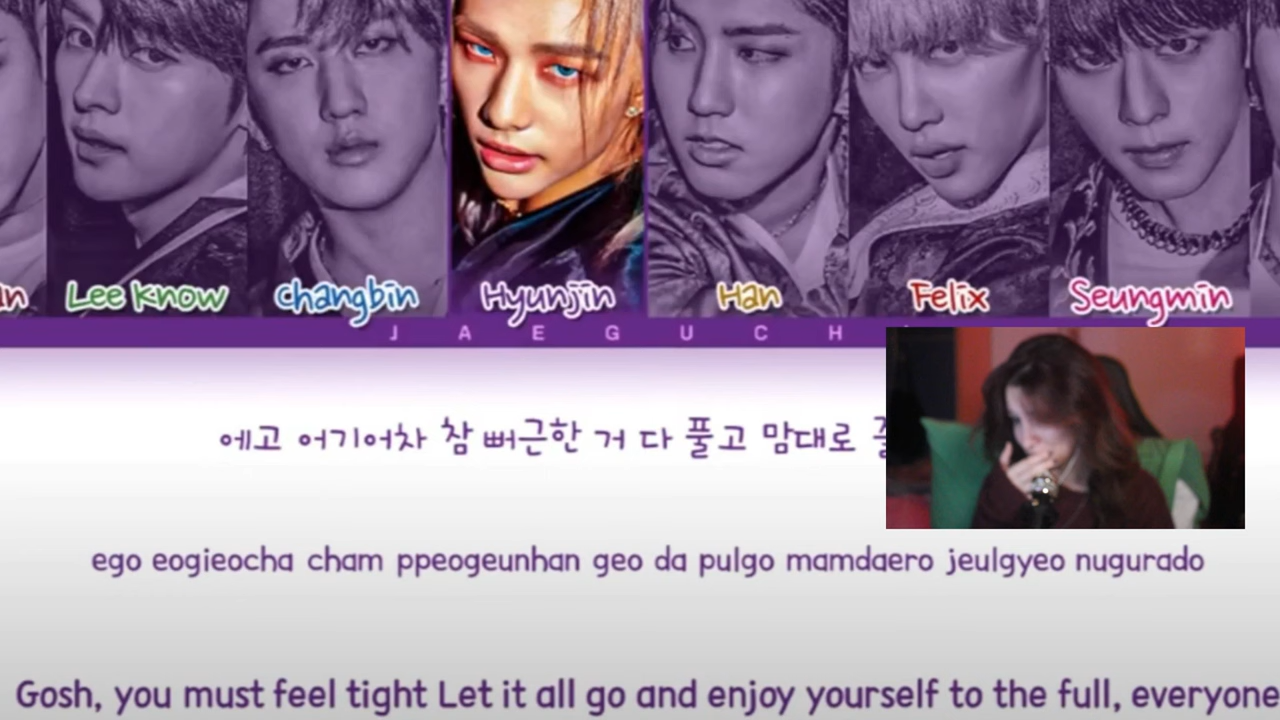 Lee Know changbin Hyunjin Han Felix Seungmin
J A E G U C H
에고 어기어차 참 뻐근한 거 다 풀고 맘대로
ego eogieocha cham ppeogeunhan geo da pulgo mamdaero jeulgyeo nugurado
Gosh, you must feel tight Let it all go and enjoy yourself to the full, everyone